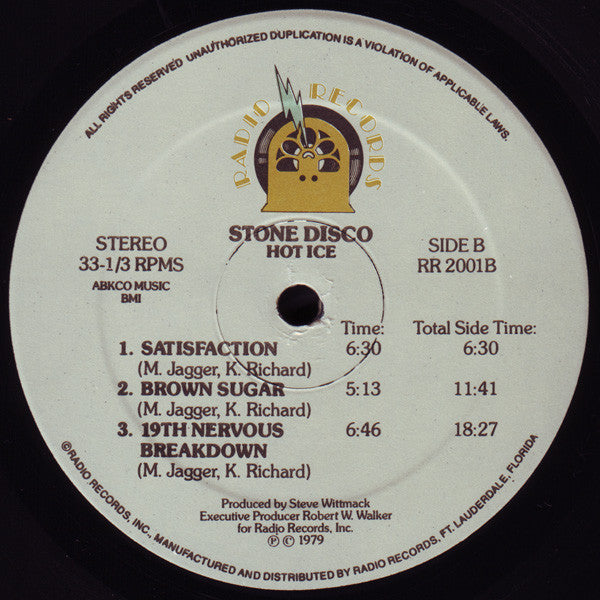 ALL RIGHTS RESERVED UNAUTHORIZED DUPLICATION IS A VIOLATION OF APPLICABLE LAWS.
RADIO RECORDS
STONE DISCO
HOT ICE
STEREO
33-1/3 RPMS
ABKCO MUSIC
BMI
SIDE B
RR 2001B
Time: Total Side Time:
1. SATISFACTION 6:30 6:30
(M. Jagger, K. Richard)
2. BROWN SUGAR 5:13 11:41
(M. Jagger, K. Richard)
3. 19TH NERVOUS 6:46 18:27
BREAKDOWN
(M. Jagger, K. Richard)
Produced by Steve Wittmack
Executive Producer Robert W. Walker
for Radio Records, Inc.
℗ © 1979
©RADIO RECORDS, INC., MANUFACTURED AND DISTRIBUTED BY RADIO RECORDS, FT. LAUDERDALE, FLORIDA